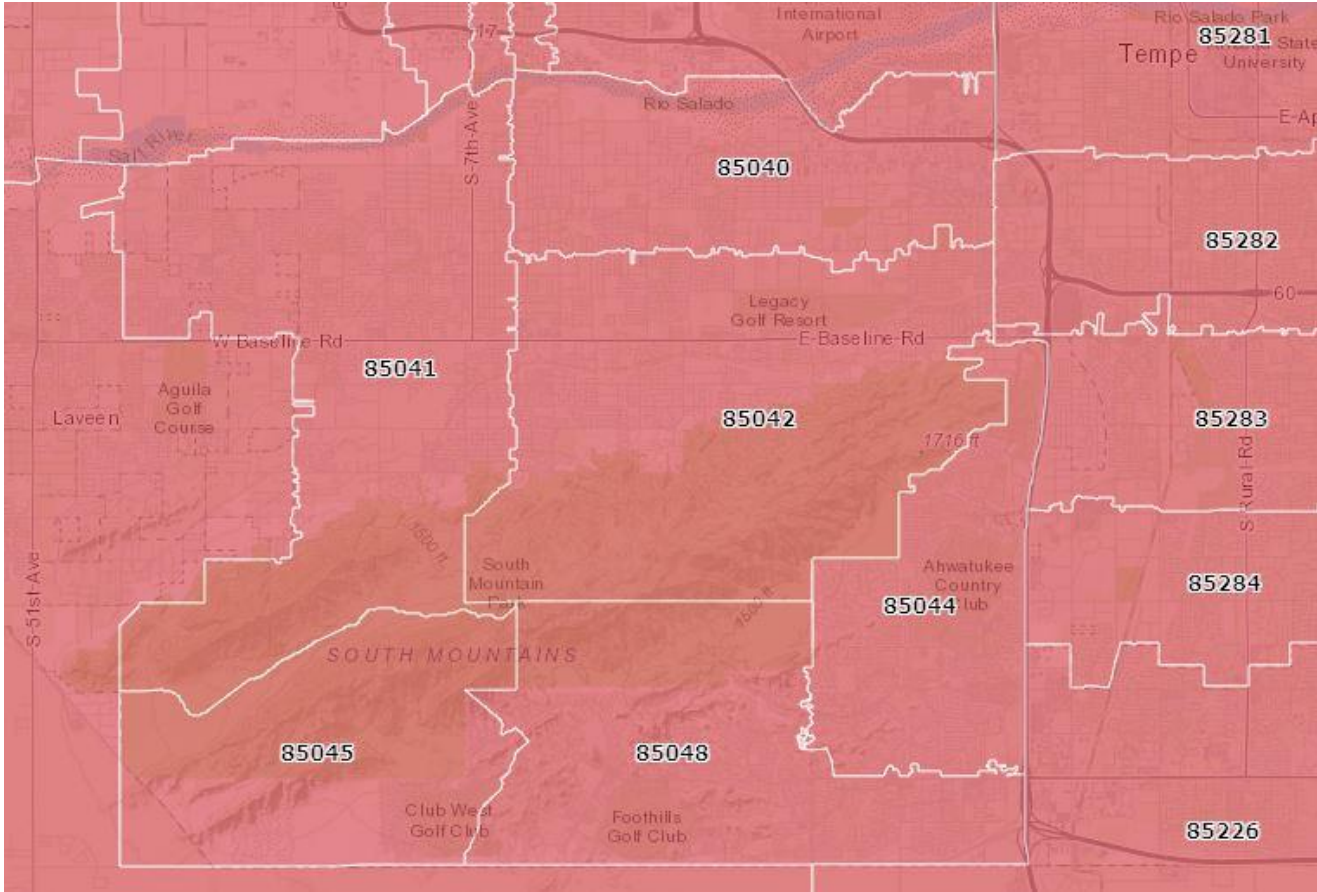 International
Airport
Rio Salado Park
85281
State
University
Tempe
17
Rio Salado
E-Ap
S-7th-Ave
85040
85282
60
Legacy
Golf Resort
W Baseline-Rd
E-Baseline-Rd
85041
Aguila
Golf
Course
Laveen
85042
1716 ft
85283
S-Rural-Rd
1500 ft
South
Mountain
Park
Ahwatukee
Country
Club
85044
85284
S-51st-Ave
1500 ft
SOUTH MOUNTAINS
85045
85048
Club West
Golf Club
Foothills
Golf Club
85226